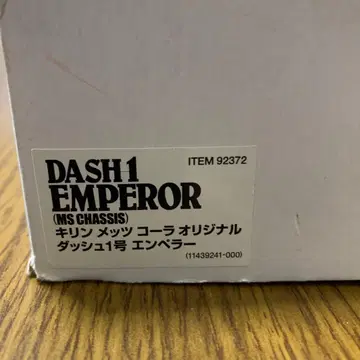 ITEM 92372
DASH 1
EMPEROR
(MS CHASSIS)
キリン メッツ コーラ オリジナル
ダッシュ1号 エンペラー
(11439241-000)